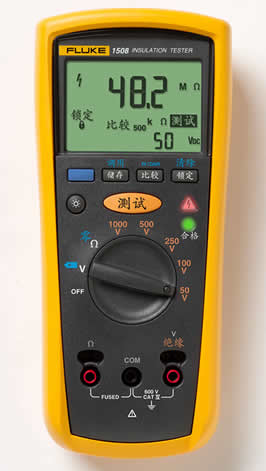 FLUKE 1508 INSULATION TESTER
48.2 M Ω
锁定
比较 500 k Ω 测试
50 VDC
调用 清除
储存 比较 锁定
测试
1000 V 500 V
250 V
Ω 合格
100 V
V
OFF
50 V
Ω COM V 绝缘
FUSED 600 V
CAT IV